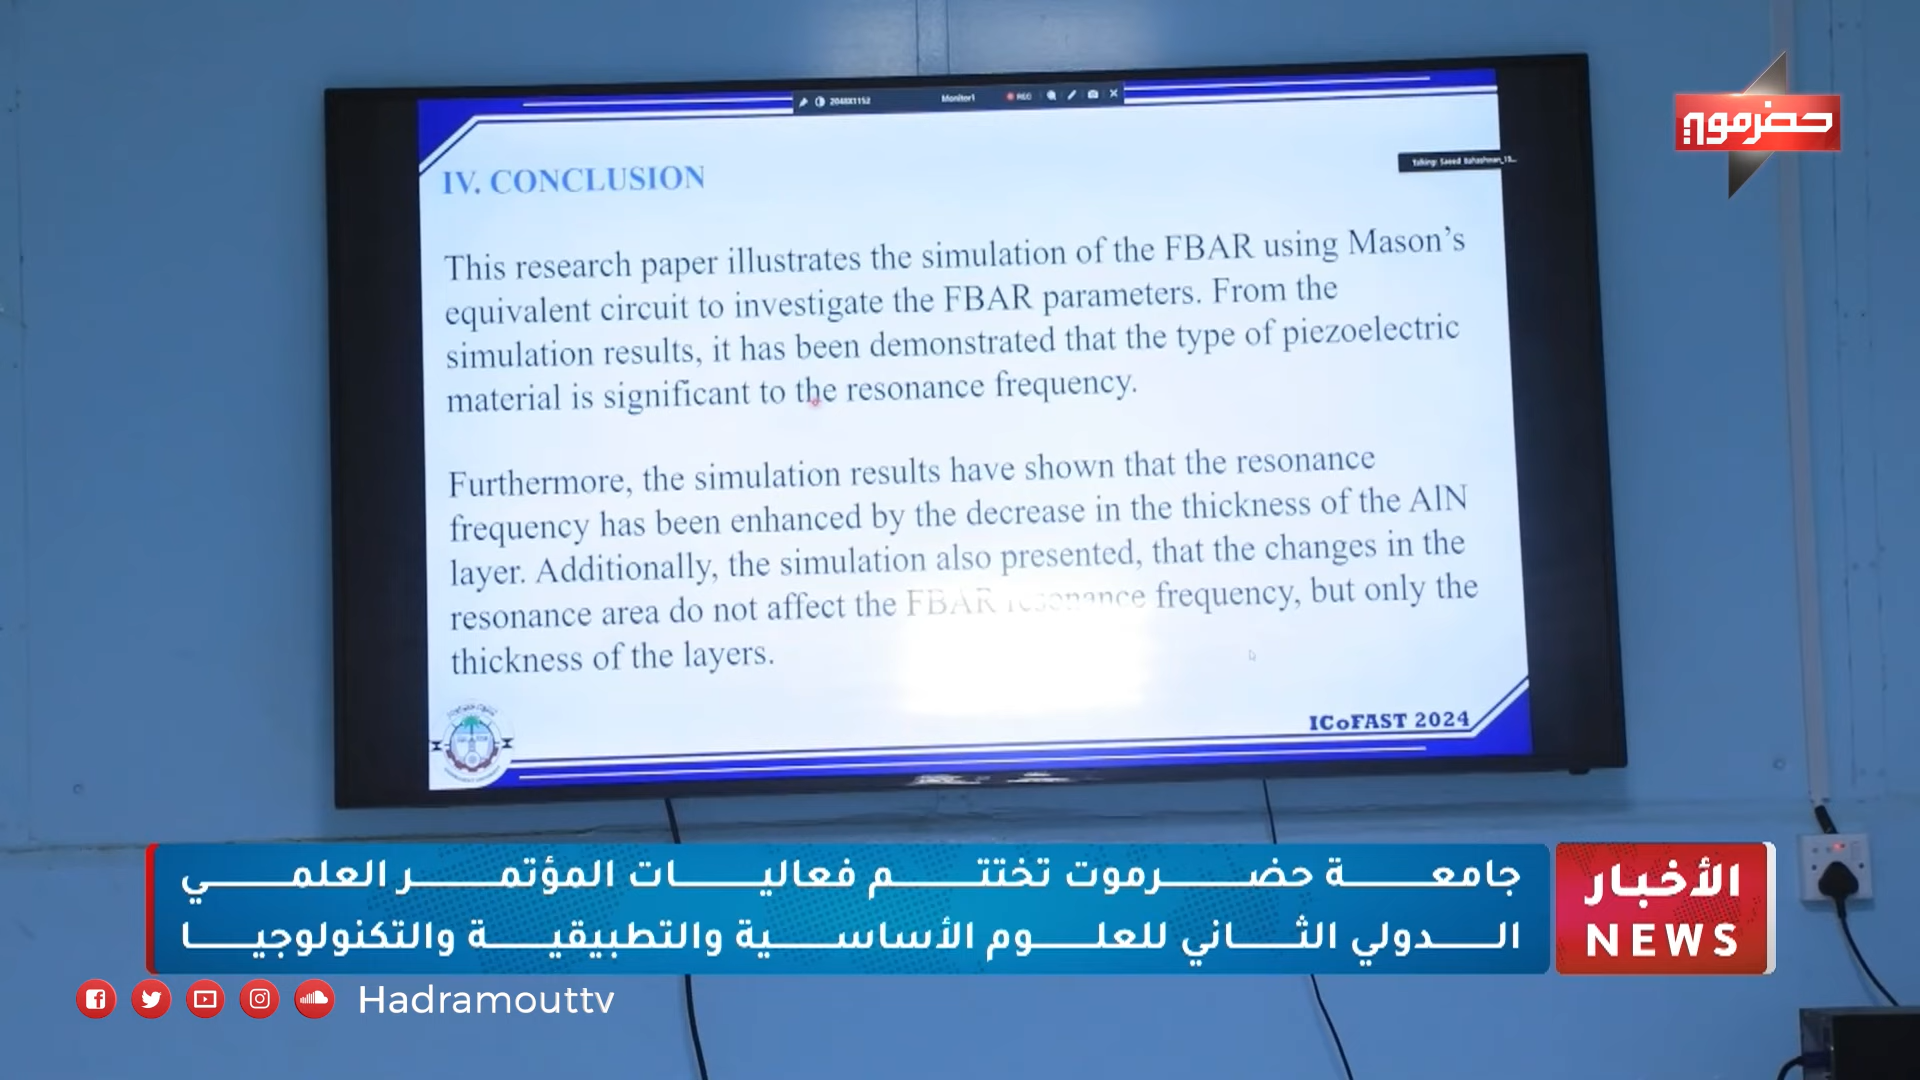 2048X1152
Monitor1
REC
حضرموت
IV. CONCLUSION
This research paper illustrates the simulation of the FBAR using Mason's
equivalent circuit to investigate the FBAR parameters. From the
simulation results, it has been demonstrated that the type of piezoelectric
material is significant to the resonance frequency.
Furthermore, the simulation results have shown that the resonance
frequency has been enhanced by the decrease in the thickness of the AlN
layer. Additionally, the simulation also presented, that the changes in the
resonance area do not affect the FBAR resonance frequency, but only the
thickness of the layers.
ICoFAST 2024
جامعة حضرموت تختتم فعاليات المؤتمر العلمي
الدولي الثاني للعلوم الأساسية والتطبيقية والتكنولوجيا
الأخبار
NEWS
Hadramouttv